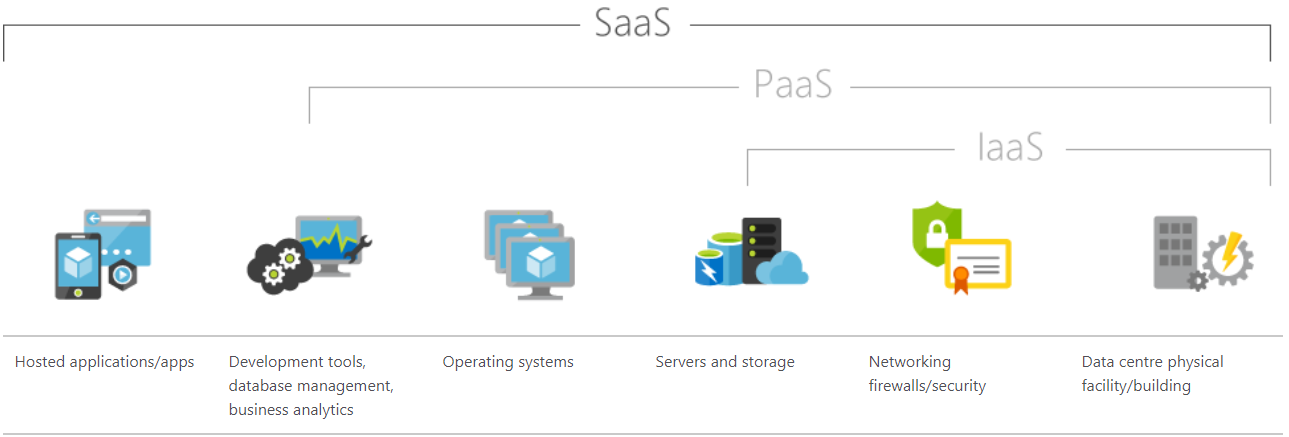 SaaS
PaaS
IaaS
Hosted applications/apps
Development tools,
database management,
business analytics
Operating systems
Servers and storage
Networking
firewalls/security
Data centre physical
facility/building